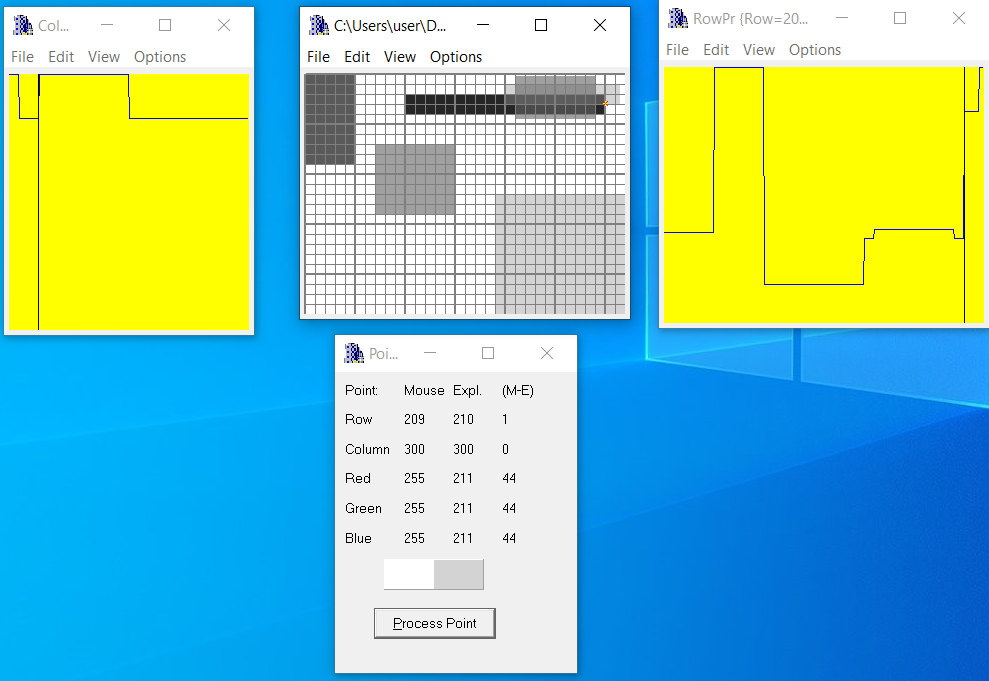 Col...
File Edit View Options
C:\Users\user\D...
File Edit View Options
RowPr {Row=20...
File Edit View Options
Poi...
Point: Mouse Expl. (M-E)
Row 209 210 1
Column 300 300 0
Red 255 211 44
Green 255 211 44
Blue 255 211 44
Process Point